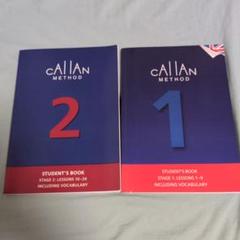 CAllAN
METHOD
2
STUDENT'S BOOK
STAGE 2: LESSONS 10–24
INCLUDING VOCABULARY
CAllAN
METHOD
1
STUDENT'S BOOK
STAGE 1: LESSONS 1–9
INCLUDING VOCABULARY